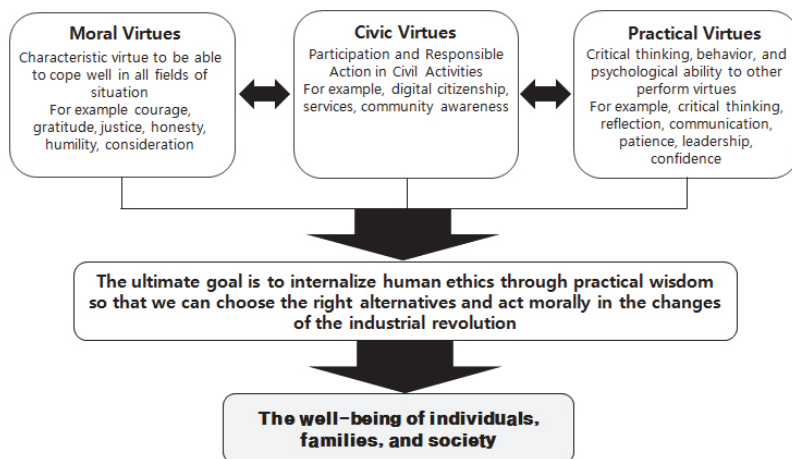 Moral Virtues
Characteristic virtue to be able
to cope well in all fields of
situation
For example courage,
gratitude, justice, honesty,
humility, consideration
Civic Virtues
Participation and Responsible
Action in Civil Activities
For example, digital citizenship,
services, community awareness
Practical Virtues
Critical thinking, behavior, and
psychological ability to other
perform virtues
For example, critical thinking,
reflection, communication,
patience, leadership,
confidence
The ultimate goal is to internalize human ethics through practical wisdom
so that we can choose the right alternatives and act morally in the changes
of the industrial revolution
The well-being of individuals,
families, and society